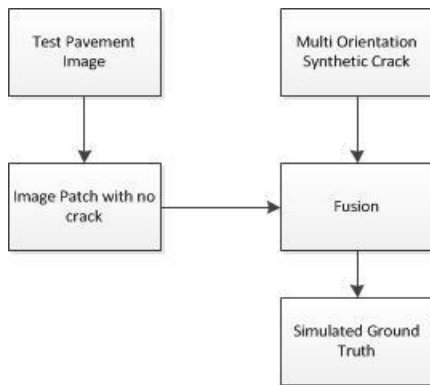 Test Pavement
Image
Multi Orientation
Synthetic Crack
Image Patch with no
crack
Fusion
Simulated Ground
Truth